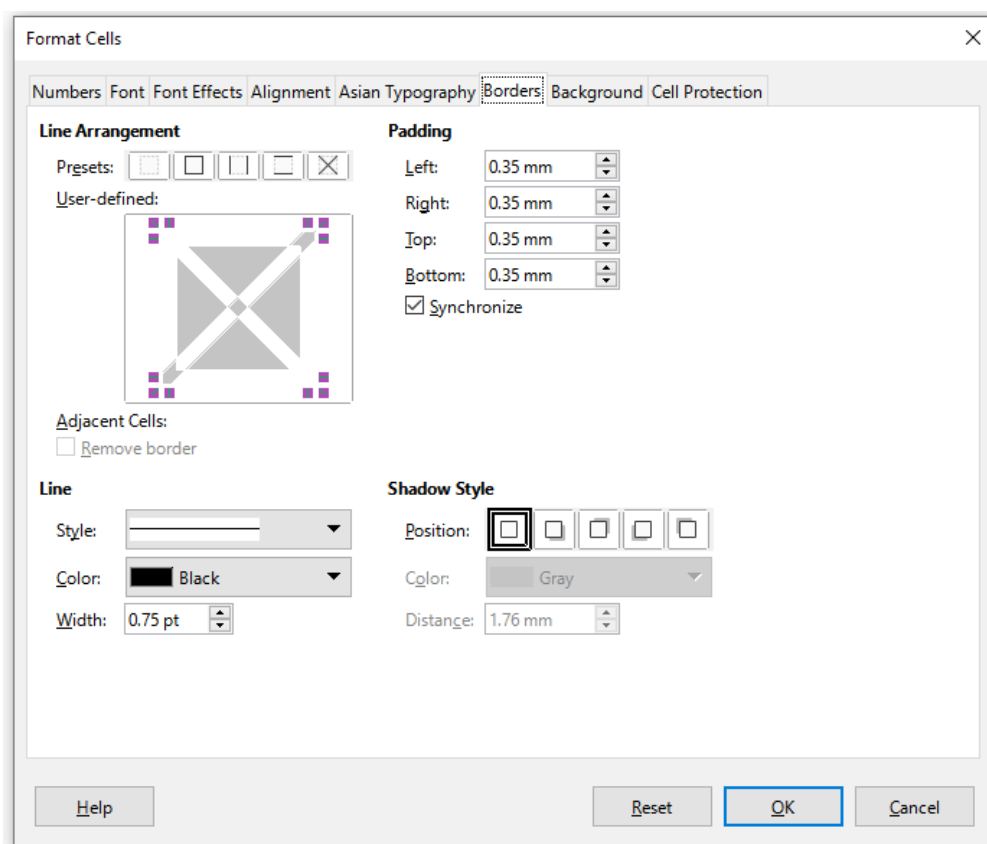 Format Cells
Numbers Font Font Effects Alignment Asian Typography Borders Background Cell Protection
Line Arrangement
Presets:
User-defined:
Adjacent Cells:
Remove border
Padding
Left: 0.35 mm
Right: 0.35 mm
Top: 0.35 mm
Bottom: 0.35 mm
Synchronize
Line
Style:
Color: Black
Width: 0.75 pt
Shadow Style
Position:
Color: Gray
Distance: 1.76 mm
Help Reset OK Cancel